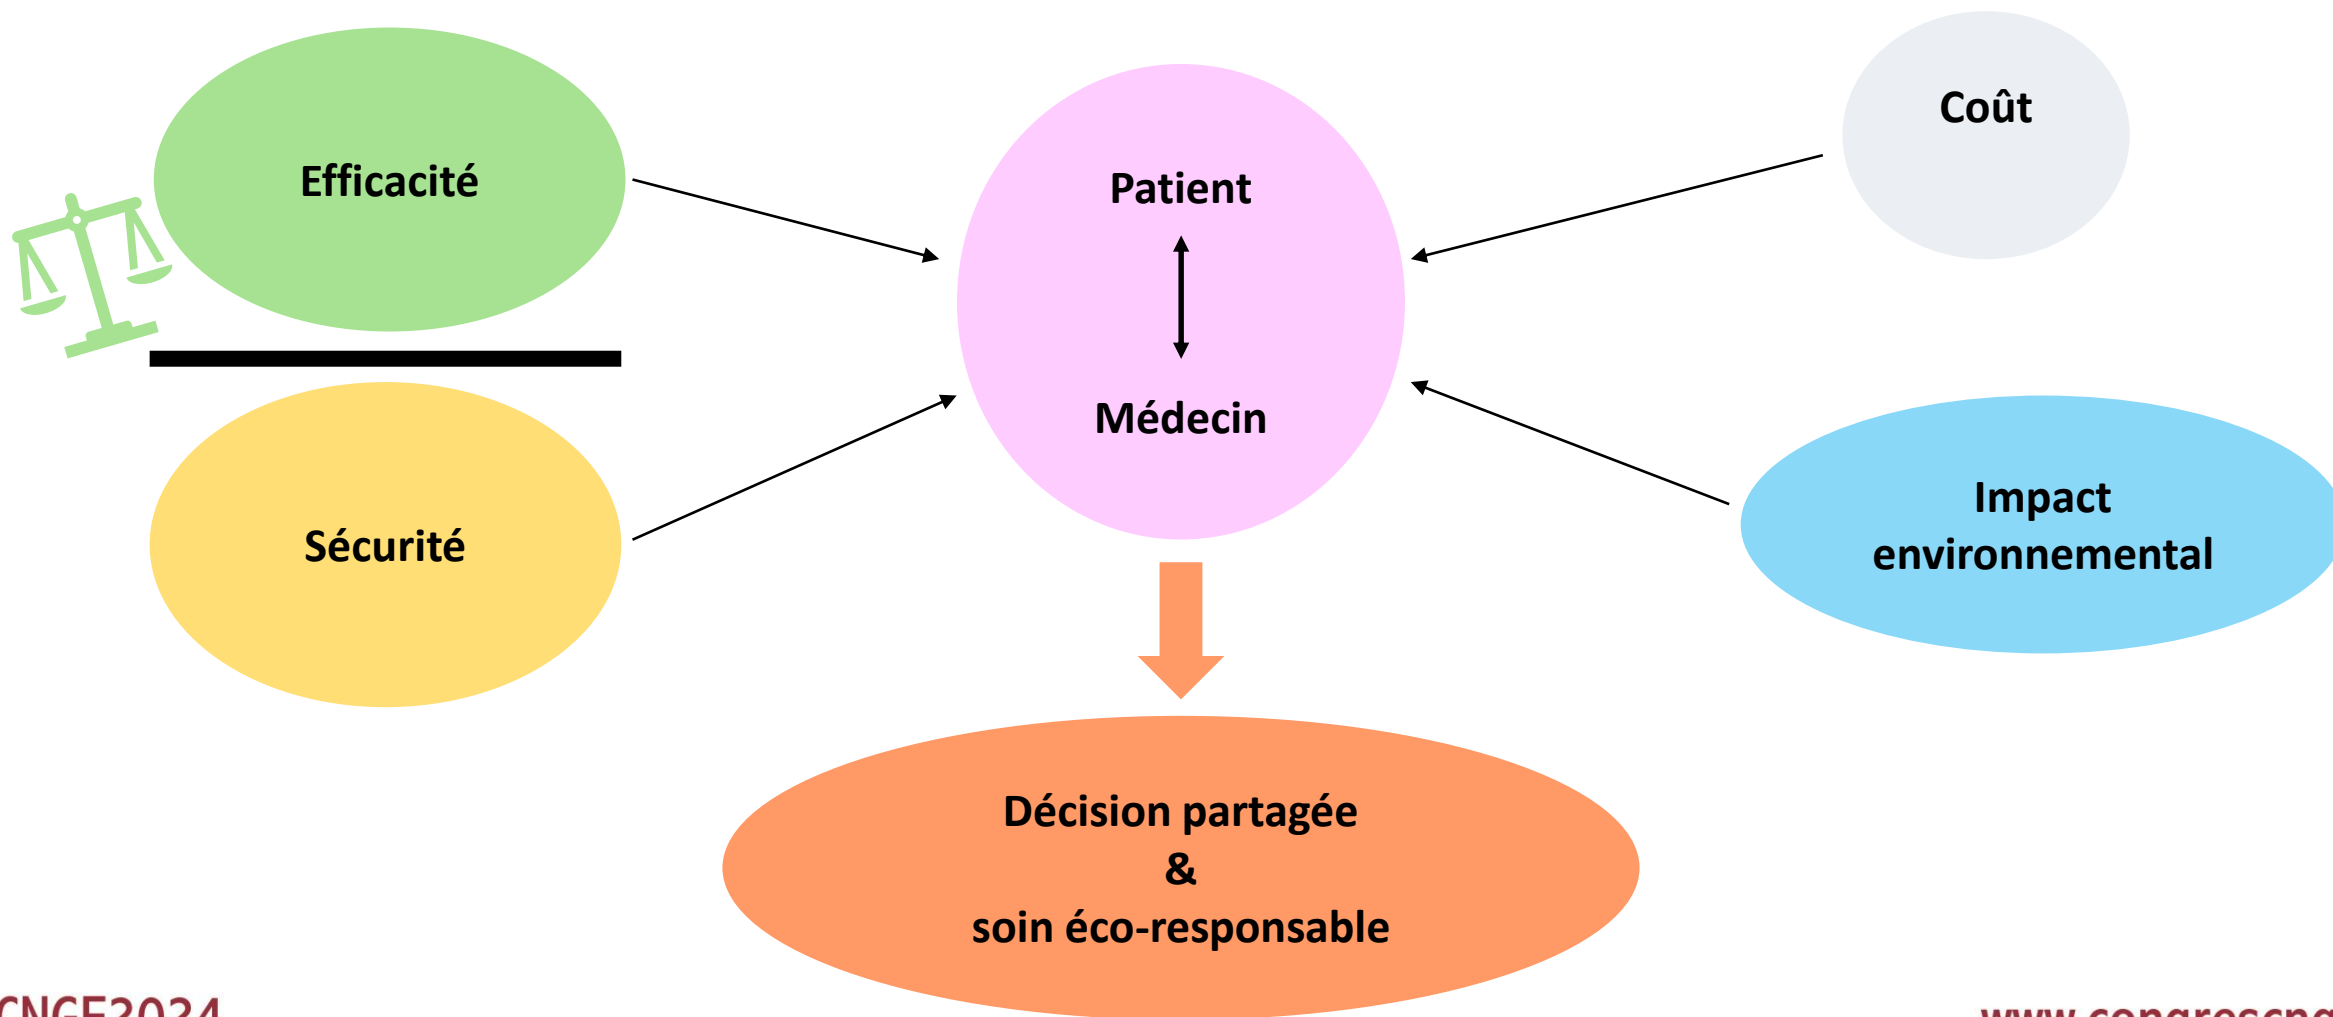 Coût
Efficacité
Patient
Médecin
Impact
environnemental
Sécurité
Décision partagée
&
soin éco-responsable
CNGE2024